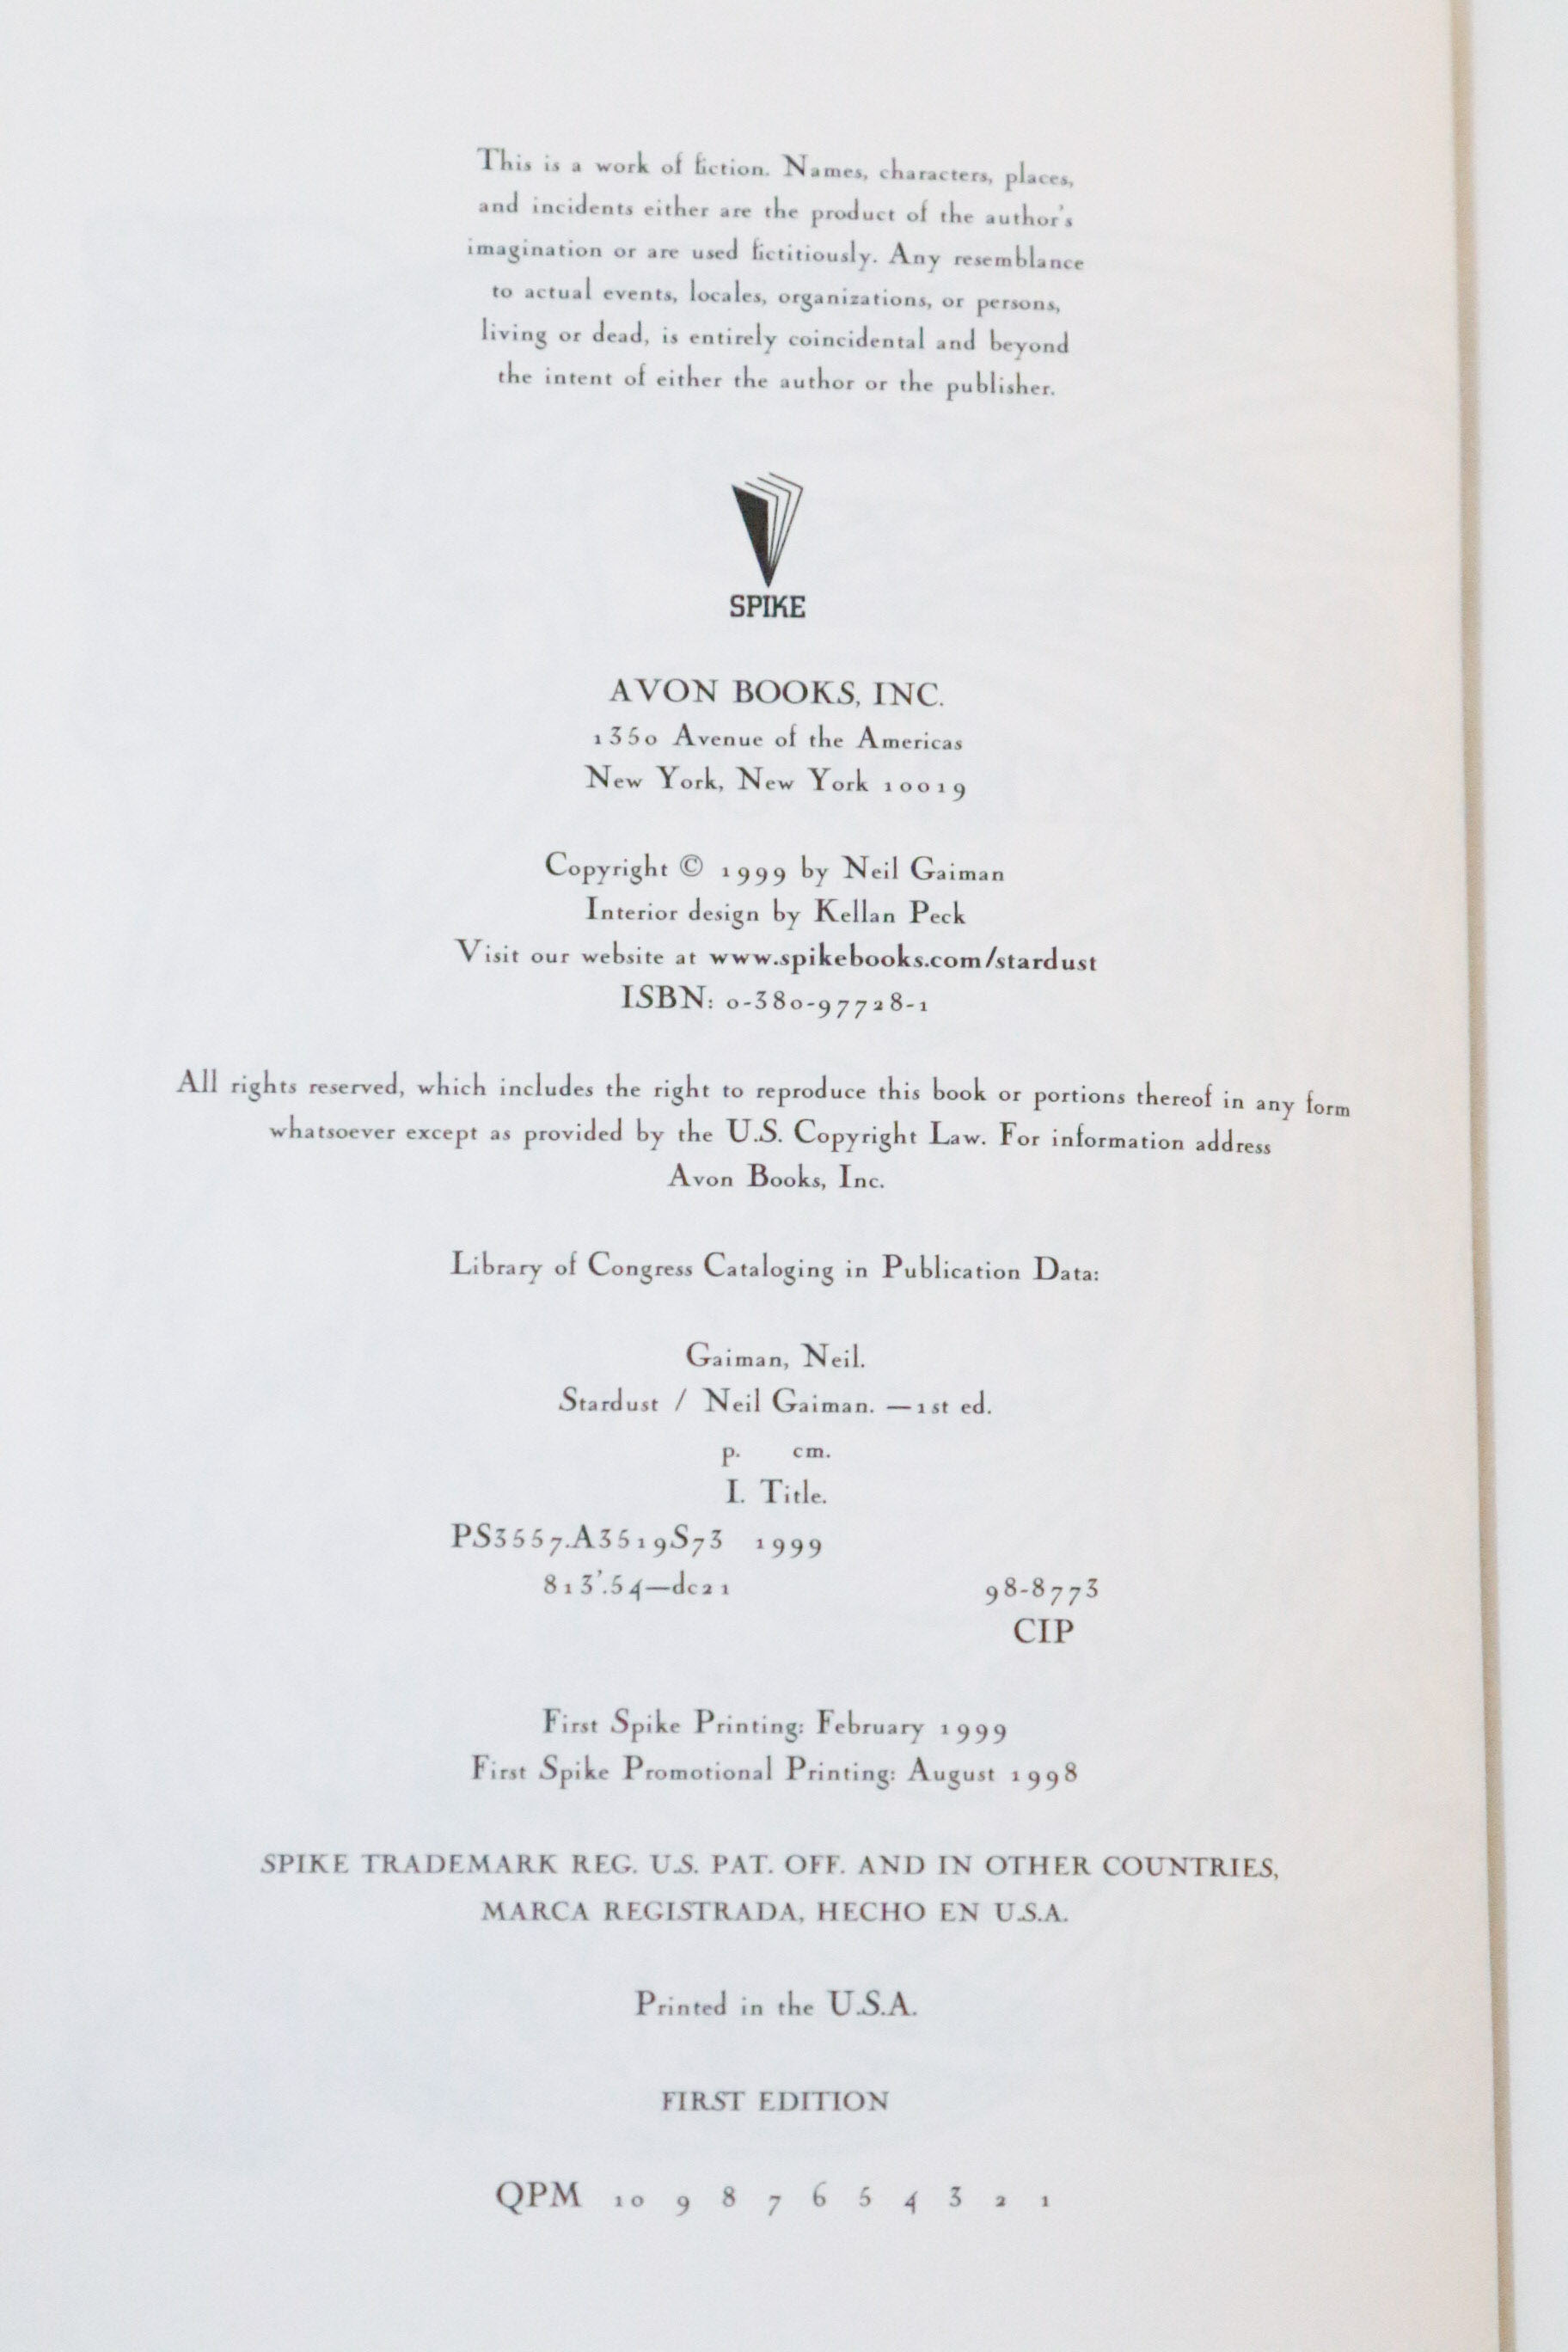 This is a work of fiction. Names, characters, places,
and incidents either are the product of the author's
imagination or are used fictitiously. Any resemblance
to actual events, locales, organizations, or persons,
living or dead, is entirely coincidental and beyond
the intent of either the author or the publisher.
SPIKE
AVON BOOKS, INC.
1350 Avenue of the Americas
New York, New York 10019
Copyright © 1999 by Neil Gaiman
Interior design by Kellan Peck
Visit our website at www.spikebooks.com/stardust
ISBN: 0-380-97728-1
All rights reserved, which includes the right to reproduce this book or portions thereof in any form
whatsoever except as provided by the U.S. Copyright Law. For information address
Avon Books, Inc.
Library of Congress Cataloging in Publication Data:
Gaiman, Neil.
Stardust / Neil Gaiman. —1st ed.
p. cm.
I. Title.
PS3557.A3519S73 1999
813'.54—dc21 98-8773
CIP
First Spike Printing: February 1999
First Spike Promotional Printing: August 1998
SPIKE TRADEMARK REG. U.S. PAT. OFF. AND IN OTHER COUNTRIES,
MARCA REGISTRADA, HECHO EN U.S.A.
Printed in the U.S.A.
FIRST EDITION
QPM 10 9 8 7 6 5 4 3 2 1